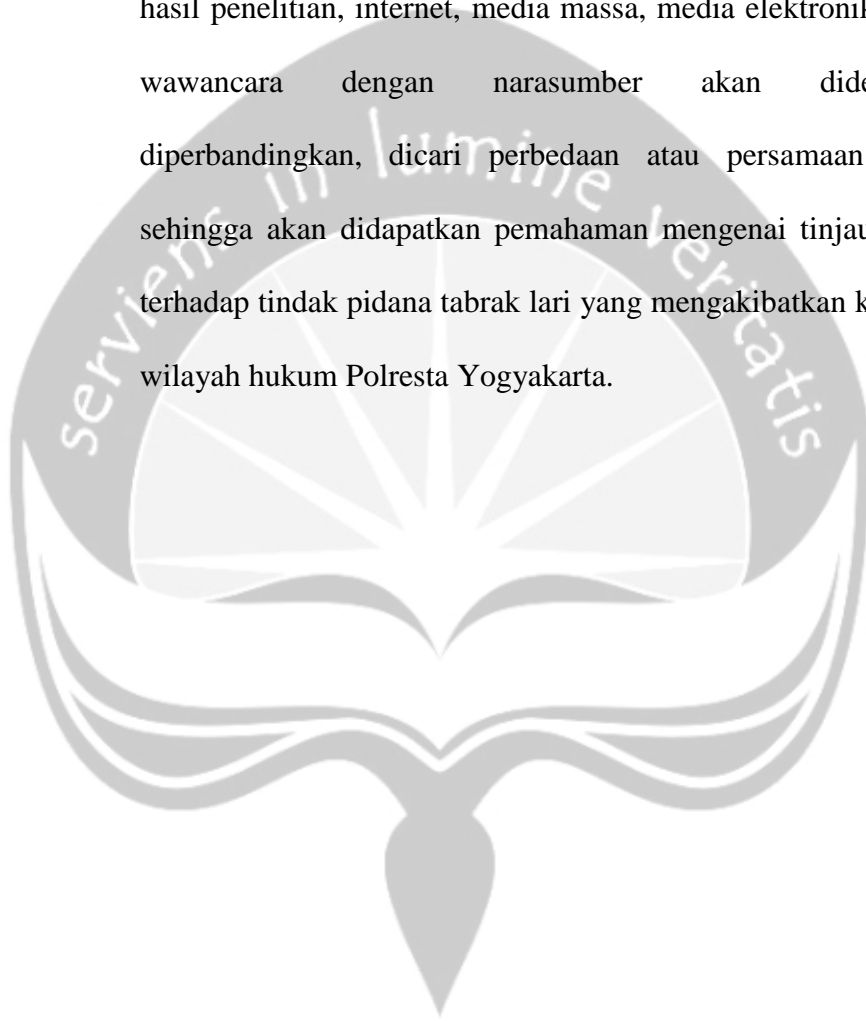 hasil penelitian, internet, media massa, media elektronik
wawancara dengan narasumber akan dide
diperbandingkan, dicari perbedaan atau persamaan
sehingga akan didapatkan pemahaman mengenai tinjau
terhadap tindak pidana tabrak lari yang mengakibatkan k
wilayah hukum Polresta Yogyakarta.
serviens in lumine veritatis